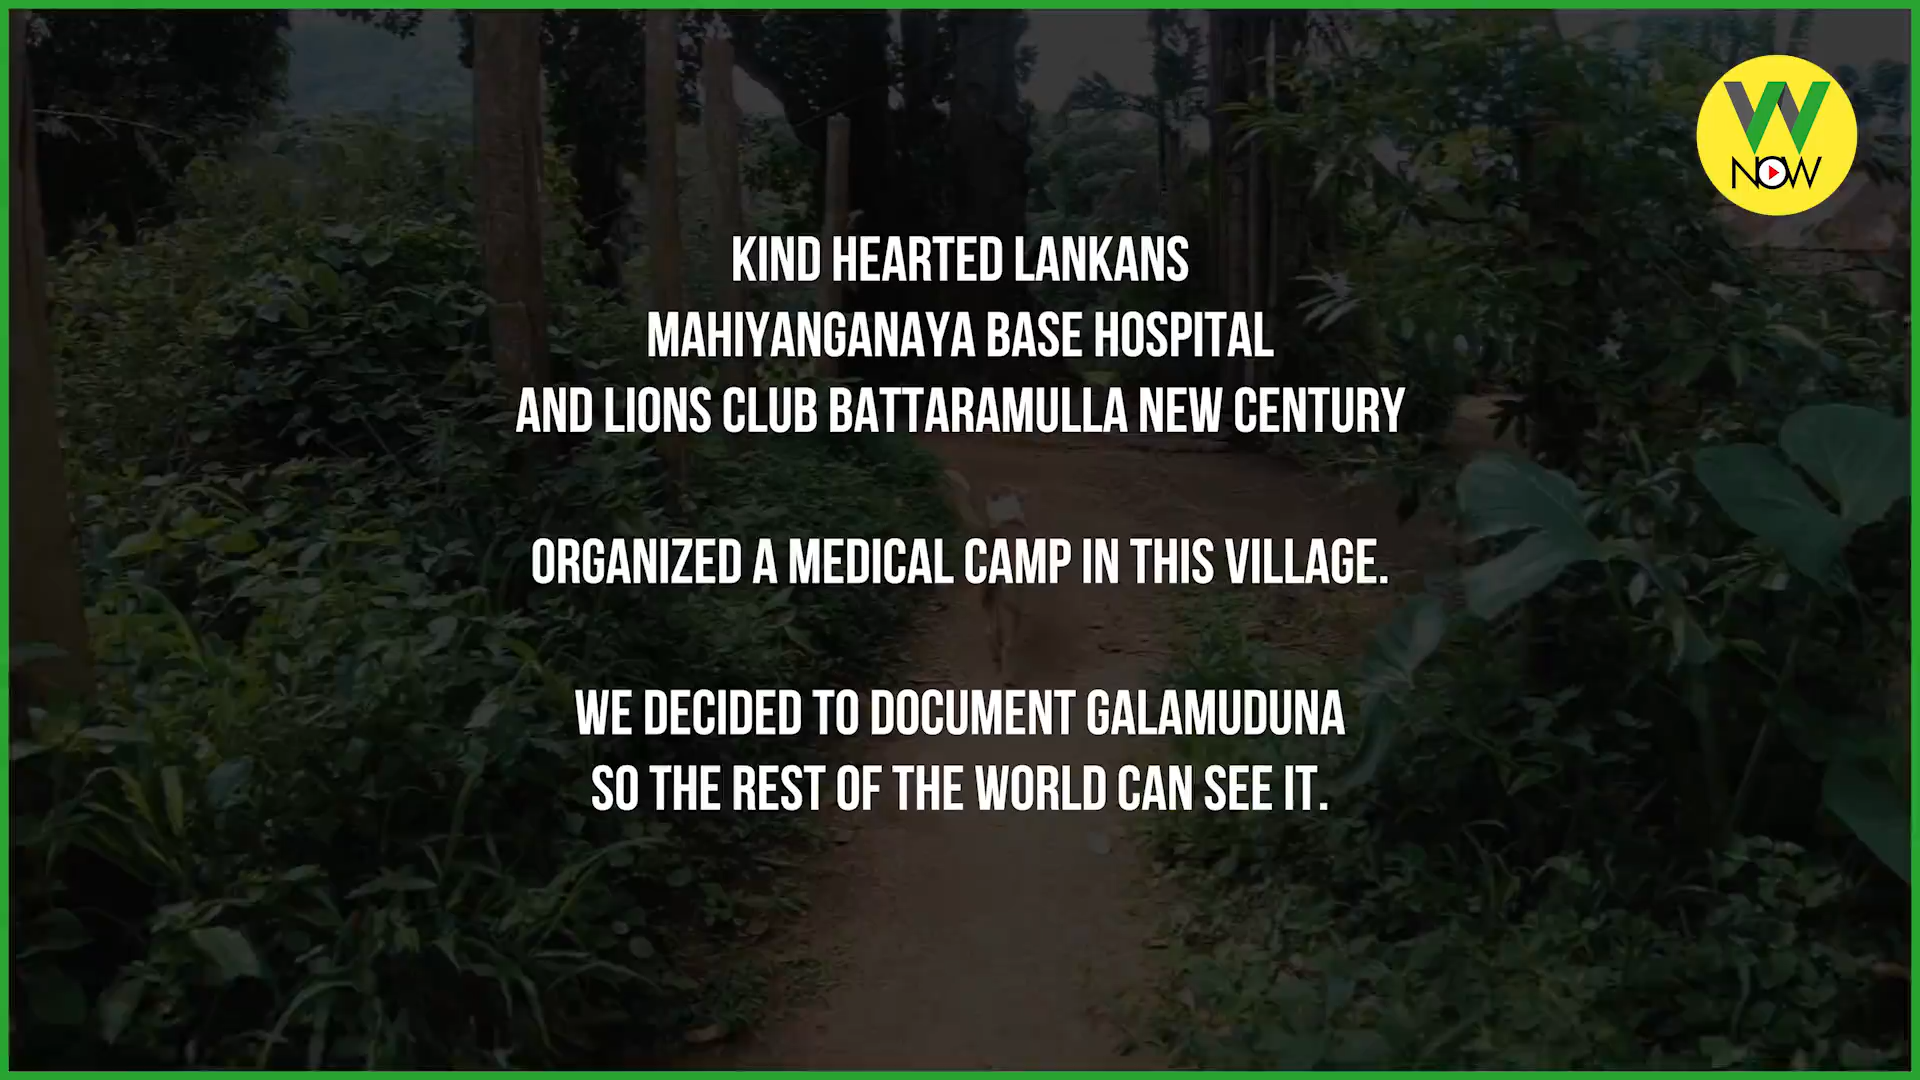 W
NOW
KIND HEARTED LANKANS
MAHIYANGANAYA BASE HOSPITAL
AND LIONS CLUB BATTARAMULLA NEW CENTURY
ORGANIZED A MEDICAL CAMP IN THIS VILLAGE.
WE DECIDED TO DOCUMENT GALAMUDUNA
SO THE REST OF THE WORLD CAN SEE IT.